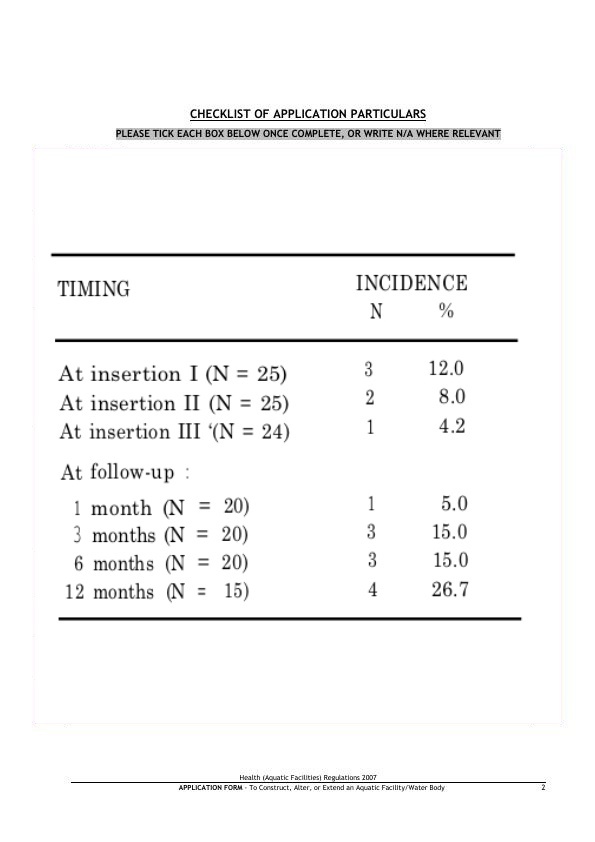 CHECKLIST OF APPLICATION PARTICULARS
PLEASE TICK EACH BOX BELOW ONCE COMPLETE, OR WRITE N/A WHERE RELEVANT
TIMING INCIDENCE
N %
At insertion I (N = 25) 3 12.0
At insertion II (N = 25) 2 8.0
At insertion III ‘(N = 24) 1 4.2
At follow-up :
1 month (N = 20) 1 5.0
3 months (N = 20) 3 15.0
6 months (N = 20) 3 15.0
12 months (N = 15) 4 26.7
Health (Aquatic Facilities) Regulations 2007
APPLICATION FORM - To Construct, Alter, or Extend an Aquatic Facility/Water Body 2